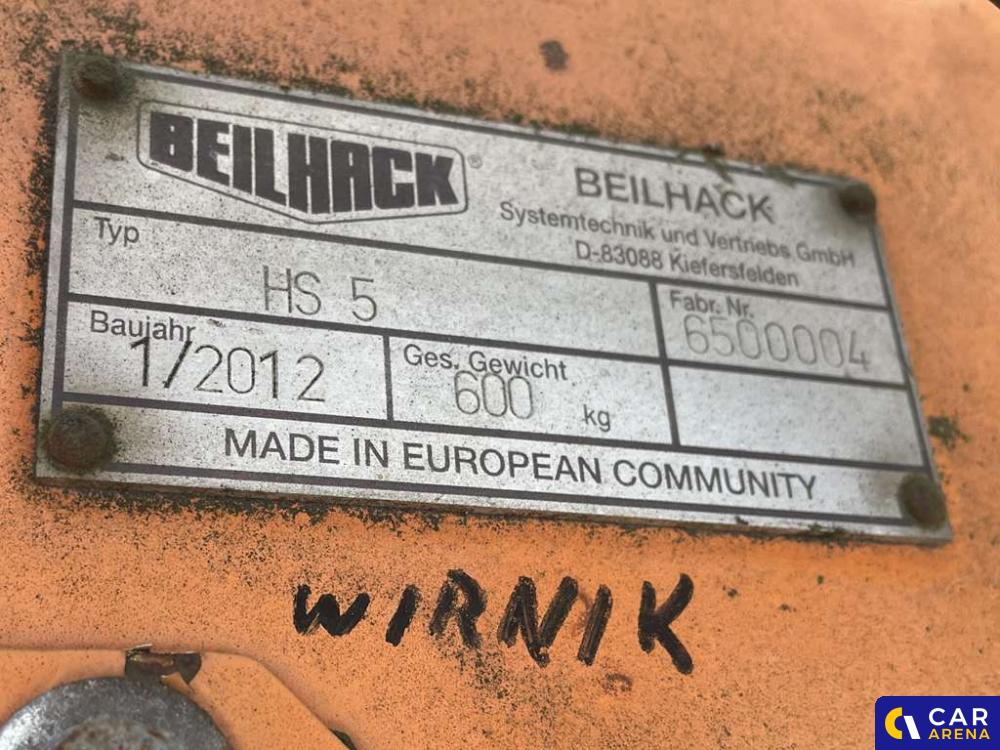 BEILHACK®
BEILHACK
Systemtechnik und Vertriebs GmbH
D-83088 Kiefersfelden
Typ
HS 5
Fabr. Nr.
6500004
Baujahr
1/2012
Ges. Gewicht
600 kg
MADE IN EUROPEAN COMMUNITY
WIRNIK
CAR
ARENA